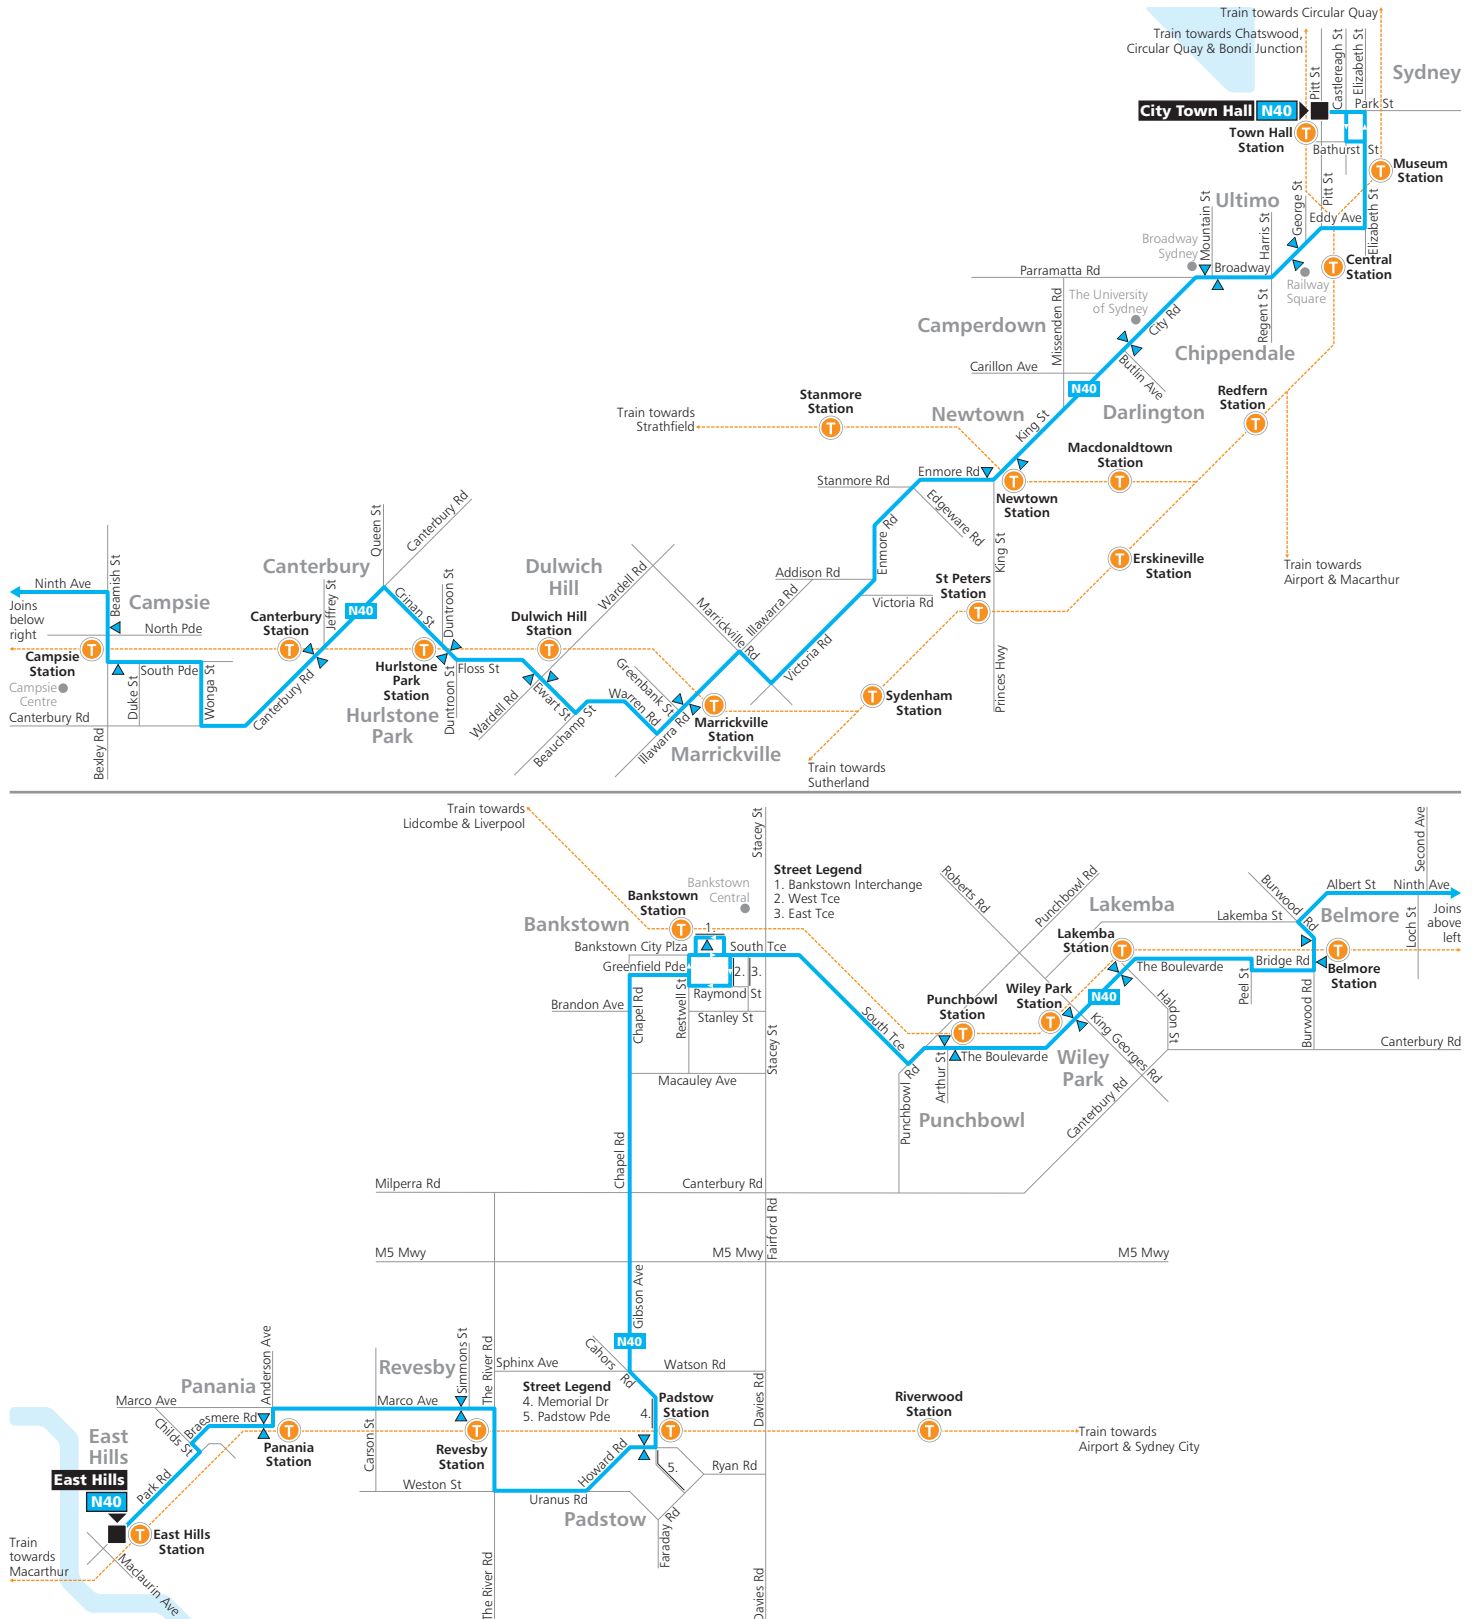 Train towards Circular Quay
Train towards Chatswood,
Circular Quay & Bondi Junction
Pitt St
Castlereagh St
Elizabeth St
Sydney
City Town Hall
N40
Park St
Town Hall
Station
Bathurst St
Museum
Station
Mountain St
Ultimo
George St
Pitt St
Eddy Ave
Elizabeth St
Harris St
Broadway
Sydney
Central
Station
Parramatta Rd
Broadway
Railway
Square
The University
of Sydney
Missenden Rd
City Rd
Regent St
Camperdown
Chippendale
Carillon Ave
Butlin Ave
N40
Stanmore
Station
Redfern
Station
Train towards
Strathfield
Newtown
Darlington
King St
Macdonaldtown
Station
Enmore Rd
Stanmore Rd
Edgeware Rd
Newtown
Station
Queen St
Canterbury Rd
Enmore Rd
King St
Erskineville
Station
Train towards
Airport & Macarthur
Canterbury
Dulwich
Hill
Wardell Rd
Addison Rd
St Peters
Station
Ninth Ave
Beamish St
Jeffrey St
Crinan St
Duntroon St
Marrickville Rd
Illawarra Rd
Victoria Rd
Joins
below
right
Campsie
N40
Canterbury
Station
North Pde
Dulwich Hill
Station
Victoria Rd
Campsie
Station
South Pde
Hurlstone
Park
Station
Floss St
Greenbank St
Campsie
Centre
Duke St
Wonga St
Canterbury Rd
Duntroon St
Wardell Rd
Ewart St
Warren Rd
Sydenham
Station
Princes Hwy
Canterbury Rd
Hurlstone
Park
Beauchamp St
Illawarra Rd
Marrickville
Station
Marrickville
Bexley Rd
Train towards
Sutherland
Train towards
Lidcombe & Liverpool
Stacey St
Second Ave
Street Legend
1. Bankstown Interchange
2. West Tce
3. East Tce
Bankstown
Central
Bankstown
Station
Roberts Rd
Punchbowl Rd
Burwood Rd
Albert St
Ninth Ave
Bankstown
Lakemba
Lakemba St
Belmore
Joins
above
left
Loch St
1.
Bankstown City Plza
South Tce
Lakemba
Station
Greenfield Pde
2.
3.
The Boulevarde
Bridge Rd
Belmore
Station
Raymond St
Restwell St
Brandon Ave
Chapel Rd
Stanley St
South Tce
Punchbowl
Station
Wiley Park
Station
N40
Haldon St
Peel St
Burwood Rd
Stacey St
The Boulevarde
King Georges Rd
Canterbury Rd
Macauley Ave
Punchbowl Rd
Arthur St
Wiley
Park
Punchbowl
Canterbury Rd
Chapel Rd
Milperra Rd
Canterbury Rd
Fairford Rd
M5 Mwy
M5 Mwy
M5 Mwy
Gibson Ave
N40
Anderson Ave
Simmons St
The River Rd
Sphinx Ave
Cahors Rd
Watson Rd
Revesby
Panania
Street Legend
4. Memorial Dr
5. Padstow Pde
Davies Rd
Marco Ave
Marco Ave
Padstow
Station
Riverwood
Station
4.
Braesmere Rd
Childs St
East
Hills
Panania
Station
Carson St
Revesby
Station
Howard Rd
5.
Ryan Rd
Train towards
Airport & Sydney City
East Hills
N40
Park Rd
Weston St
Uranus Rd
Padstow
Faraday Rd
East Hills
Station
Train
towards
Macarthur
Maclaurin Ave
The River Rd
Davies Rd